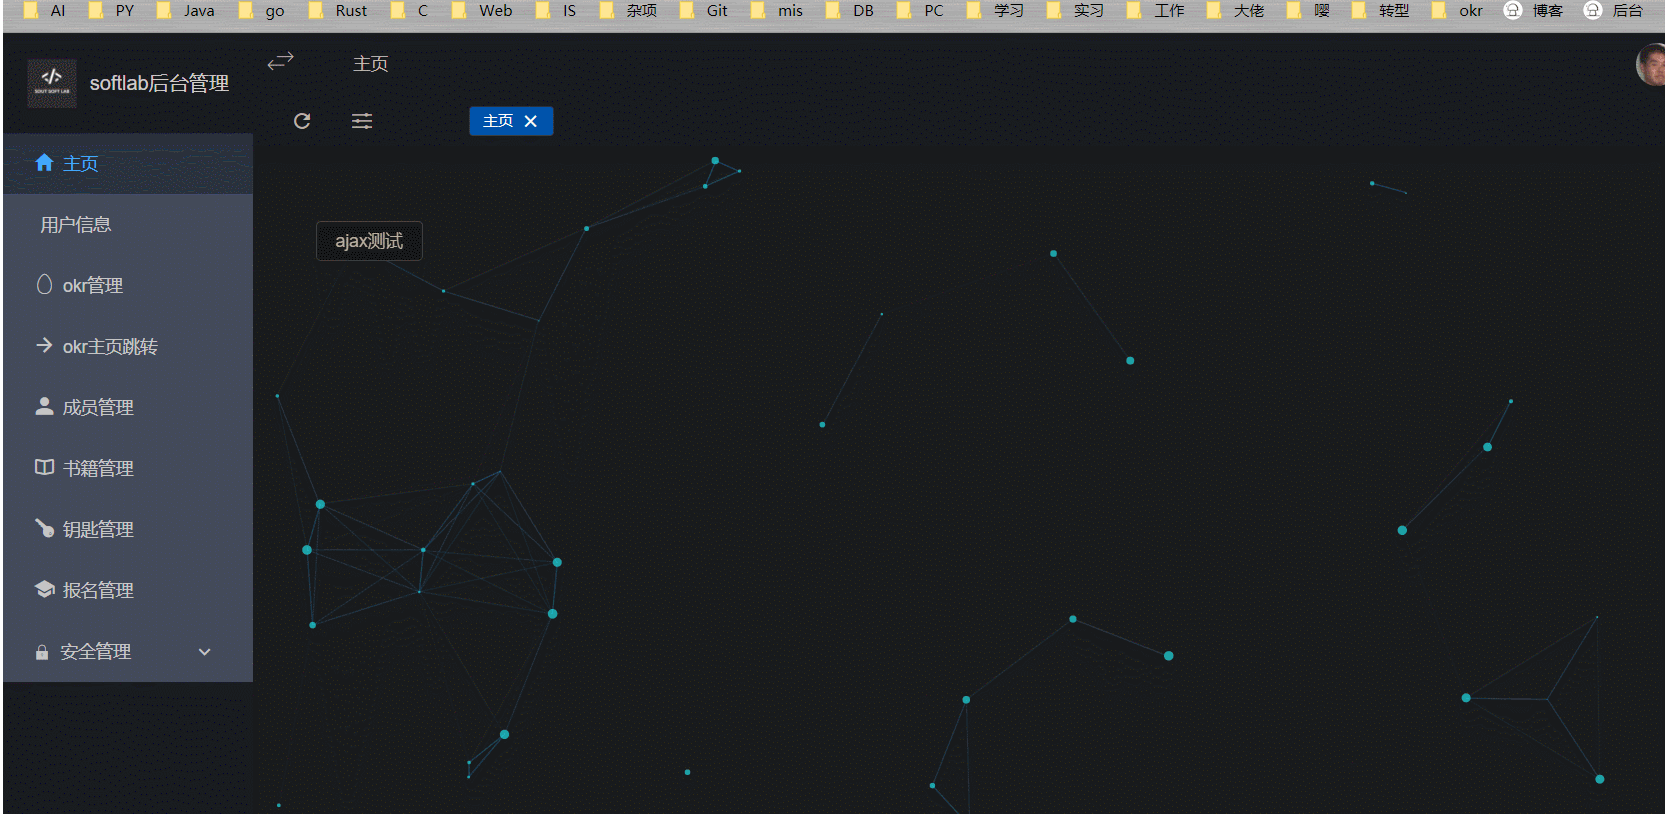 AI PY Java go Rust C Web IS 杂项 Git mis DB PC 学习 实习 工作 大佬 嘤 转型 okr 博客 后台
softlab后台管理
主页
主页
主页
用户信息
ajax测试
okr管理
okr主页跳转
成员管理
书籍管理
钥匙管理
报名管理
安全管理